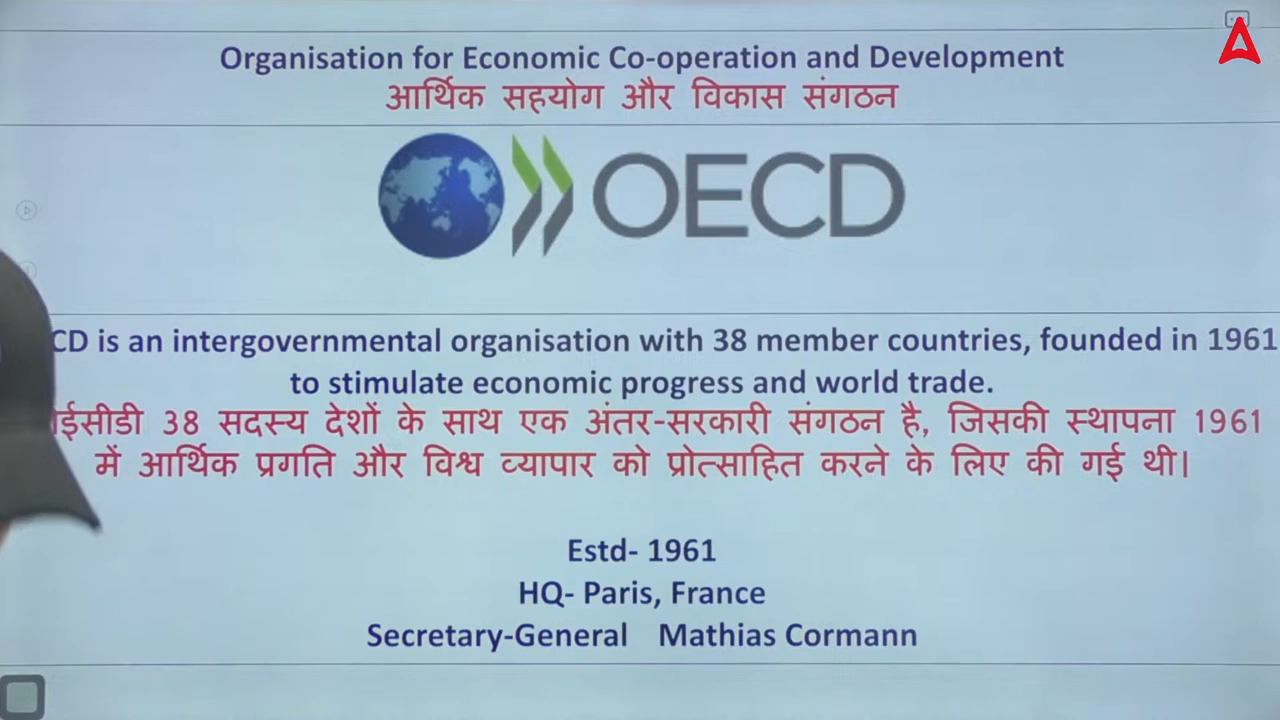 Organisation for Economic Co-operation and Development
आर्थिक सहयोग और विकास संगठन
OECD
CD is an intergovernmental organisation with 38 member countries, founded in 1961
to stimulate economic progress and world trade.
ईसीडी 38 सदस्य देशों के साथ एक अंतर-सरकारी संगठन है, जिसकी स्थापना 1961
में आर्थिक प्रगति और विश्व व्यापार को प्रोत्साहित करने के लिए की गई थी।
Estd- 1961
HQ- Paris, France
Secretary-General Mathias Cormann